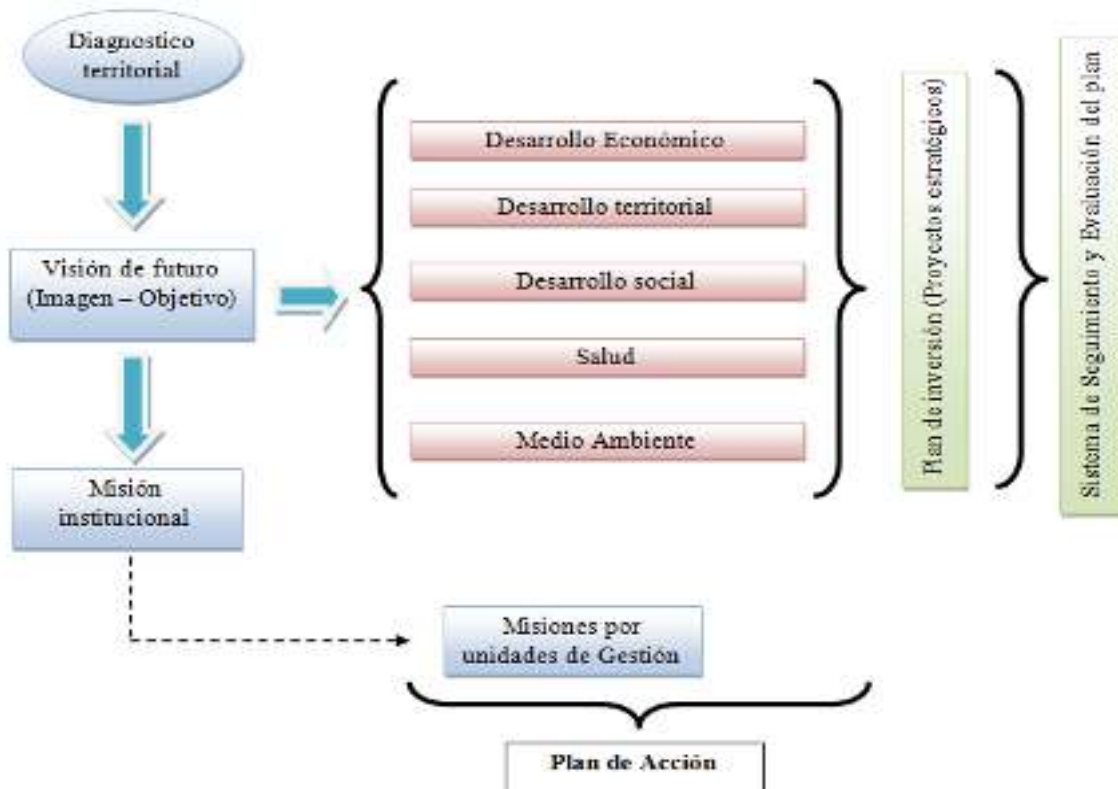 Diagnostico
territorial
Visión de futuro
(Imagen – Objetivo)
Misión
institucional
Desarrollo Económico
Desarrollo territorial
Desarrollo social
Salud
Medio Ambiente
Plan de inversión (Proyectos estratégicos)
Sistema de Seguimiento y Evaluación del plan
Misiones por
unidades de Gestión
Plan de Acción